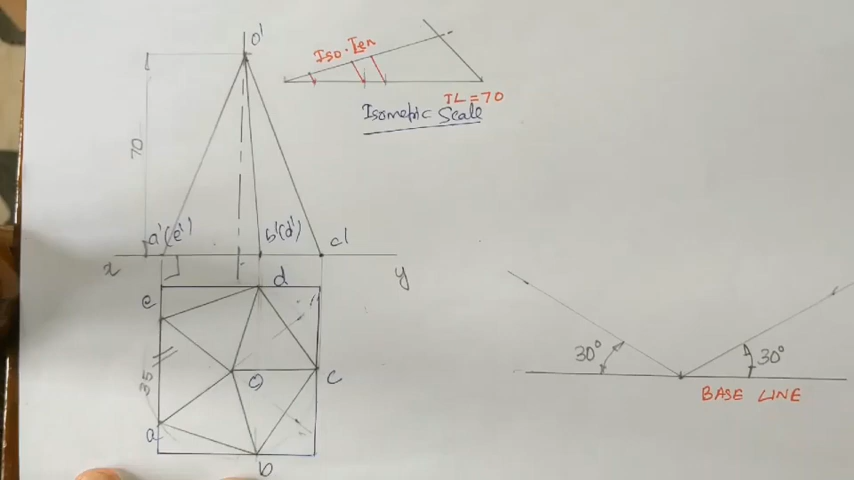 o'
Iso. Len
TL = 70
Isometric Scale
70
a'(e')
b'(d')
c'
x
y
e
d
35
O
c
a
b
30°
30°
BASE LINE